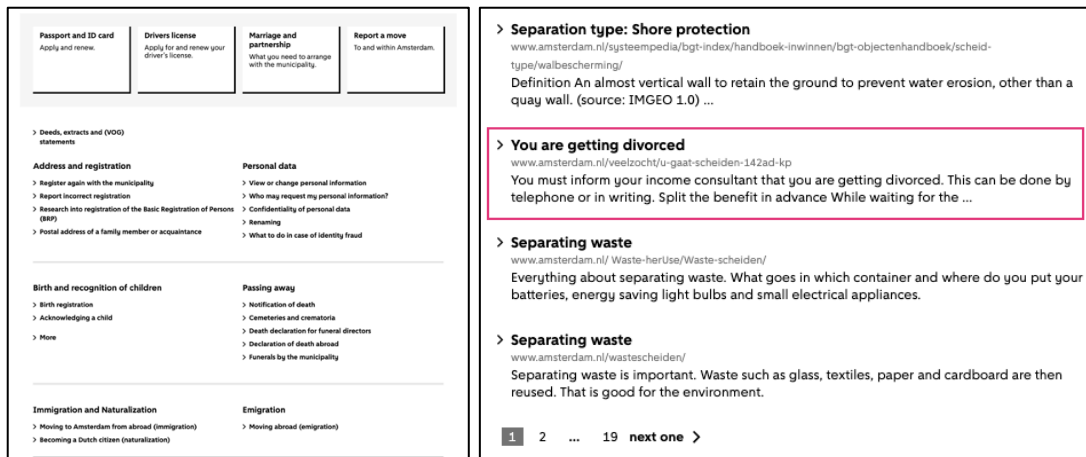 Passport and ID card
Apply and renew.
Drivers license
Apply for and renew your
driver's license.
Marriage and
partnership
What you need to arrange
with the municipality.
Report a move
To and within Amsterdam.
> Deeds, extracts and (VOG)
statements
Address and registration
> Register again with the municipality
> Report incorrect registration
> Research into registration of the Basic Registration of Persons
(BRP)
> Postal address of a family member or acquaintance
Personal data
> View or change personal information
> Who may request my personal information?
> Confidentiality of personal data
> Renaming
> What to do in case of identity fraud
Birth and recognition of children
> Birth registration
> Acknowledging a child
> More
Passing away
> Notification of death
> Cemeteries and crematoria
> Death declaration for funeral directors
> Declaration of death abroad
> Funerals by the municipality
Immigration and Naturalization
> Moving to Amsterdam from abroad (immigration)
> Becoming a Dutch citizen (naturalization)
Emigration
> Moving abroad (emigration)
> Separation type: Shore protection
www.amsterdam.nl/systeempedia/bgt-index/handboek-inwinnen/bgt-objectenhandboek/scheid-
type/walbescherming/
Definition An almost vertical wall to retain the ground to prevent water erosion, other than a
quay wall. (source: IMGEO 1.0) ...
> You are getting divorced
www.amsterdam.nl/veelzocht/u-gaat-scheiden-142ad-kp
You must inform your income consultant that you are getting divorced. This can be done by
telephone or in writing. Split the benefit in advance While waiting for the ...
> Separating waste
www.amsterdam.nl/ Waste-herUse/Waste-scheiden/
Everything about separating waste. What goes in which container and where do you put your
batteries, energy saving light bulbs and small electrical appliances.
> Separating waste
www.amsterdam.nl/wastescheiden/
Separating waste is important. Waste such as glass, textiles, paper and cardboard are then
reused. That is good for the environment.
1 2 ... 19 next one >